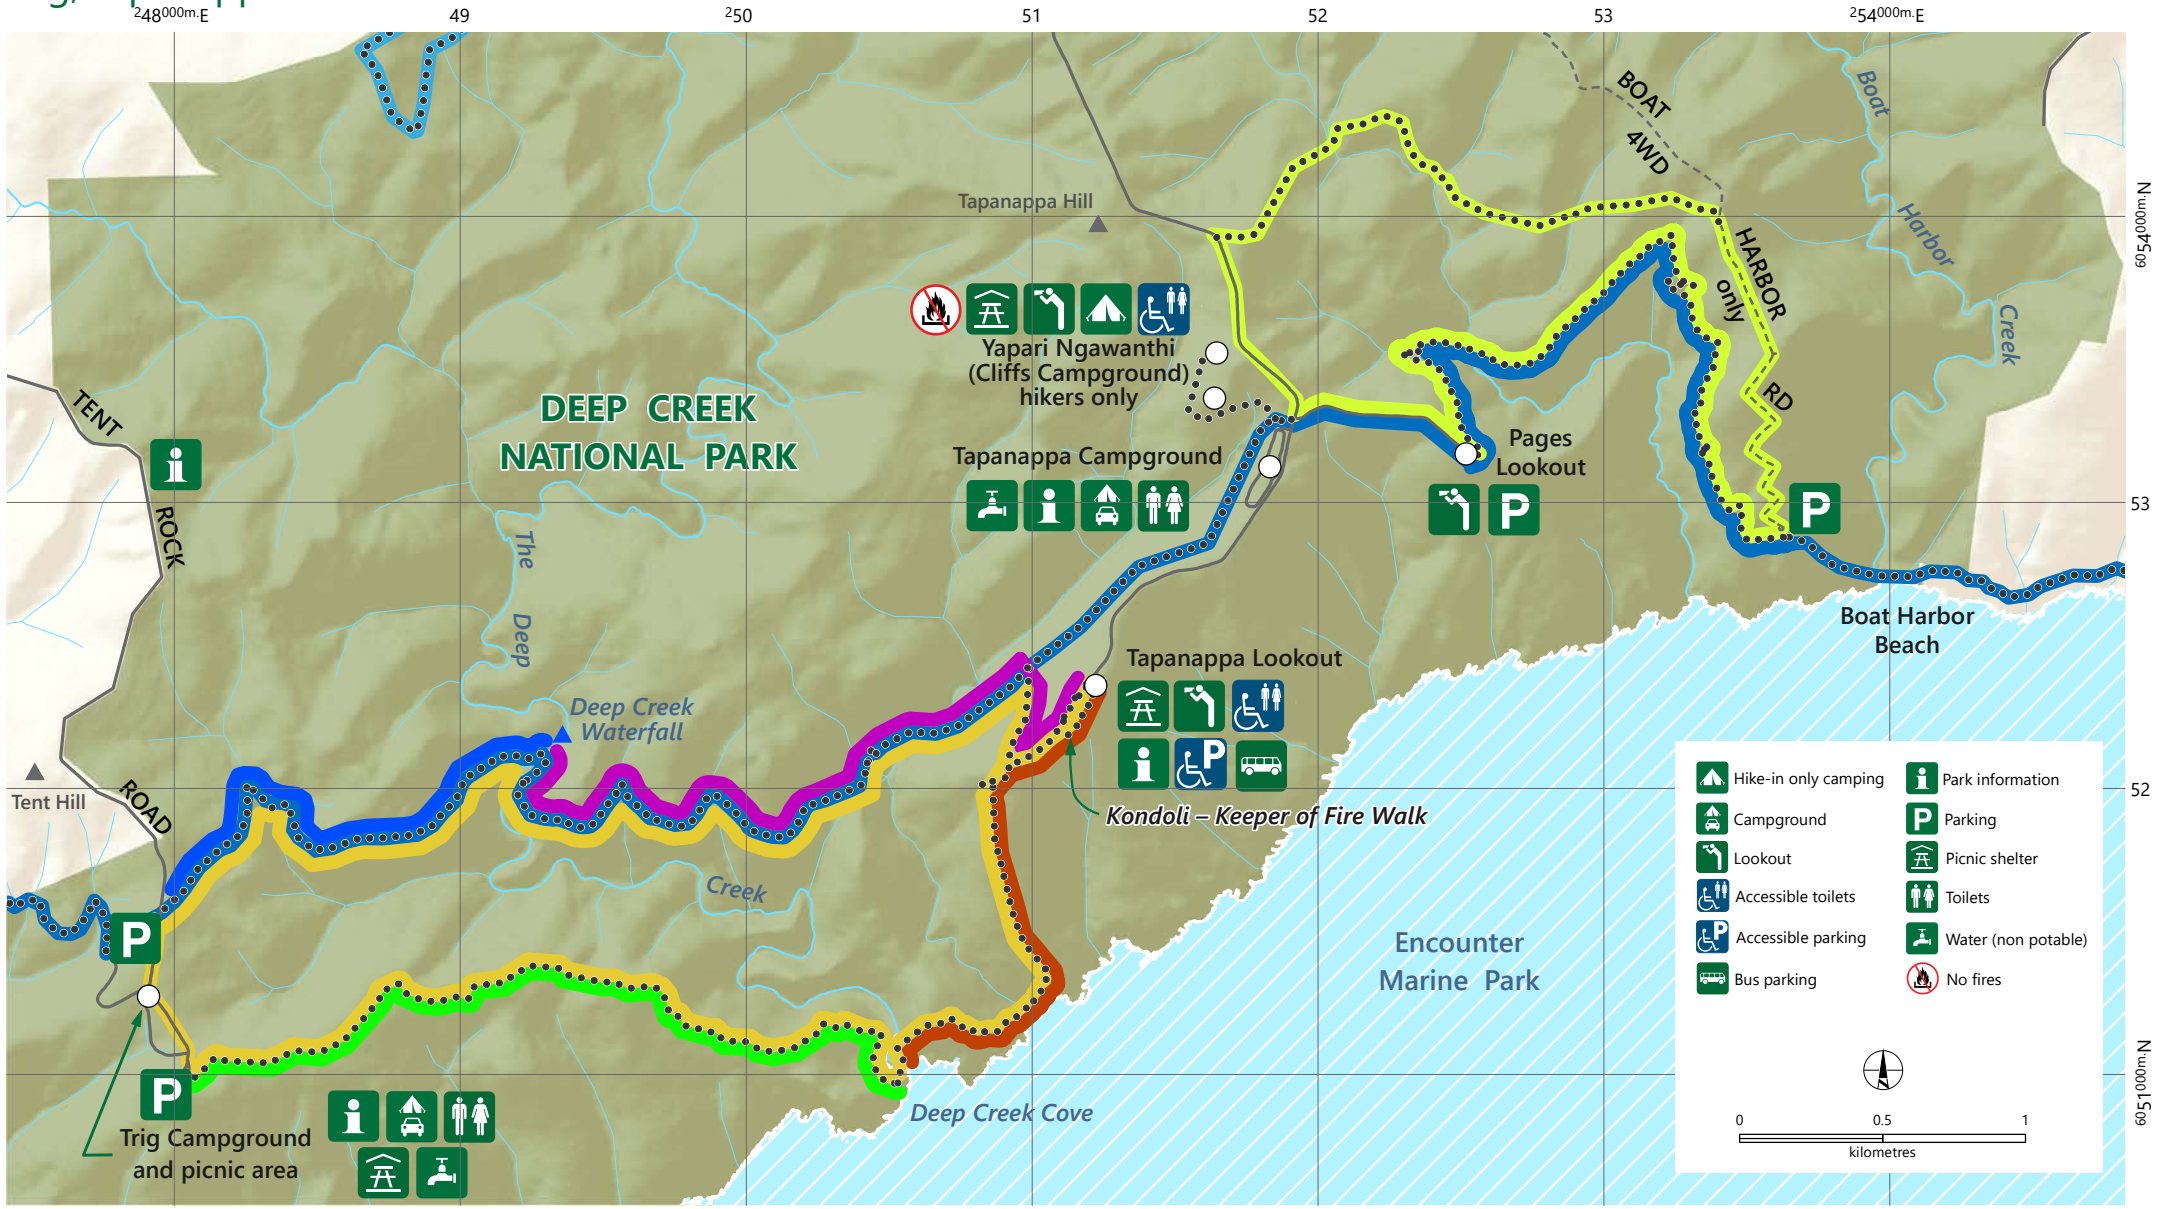 ²48⁰⁰⁰ᵐ·E
49
²50
51
52
53
²54⁰⁰⁰ᵐ·E
BOAT
4WD
Boat
Harbor
Creek
Tapanappa Hill
⁶⁰54⁰⁰⁰ᵐ·N
HARBOR
only
RD
Yapari Ngawanthi
(Cliffs Campground)
hikers only
TENT
ROCK
ROAD
DEEP CREEK
NATIONAL PARK
Tapanappa Campground
Pages
Lookout
P
P
53
The
Deep
Creek
Boat Harbor
Beach
Tapanappa Lookout
Deep Creek
Waterfall
P
Tent Hill
Kondoli – Keeper of Fire Walk
52
P
Encounter
Marine Park
P
Trig Campground
and picnic area
Deep Creek Cove
Hike-in only camping
Campground
Lookout
Accessible toilets
P
Accessible parking
Bus parking
Park information
P
Parking
Picnic shelter
Toilets
Water (non potable)
No fires
0 0.5 1
kilometres
⁶⁰51⁰⁰⁰ᵐ·N